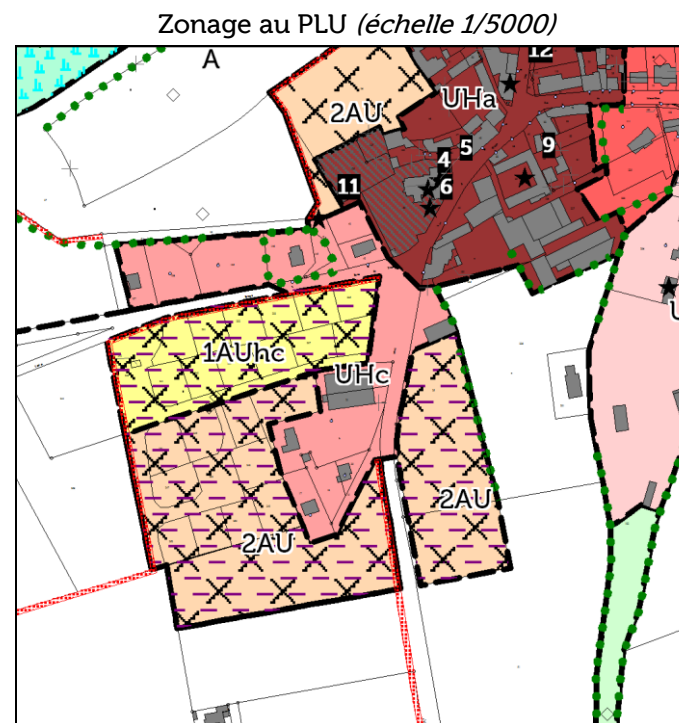 Zonage au PLU (échelle 1/5000)
A
12
2AU
UHa
5
9
4
11
6
1AUhc
UHc
2AU
2AU
U